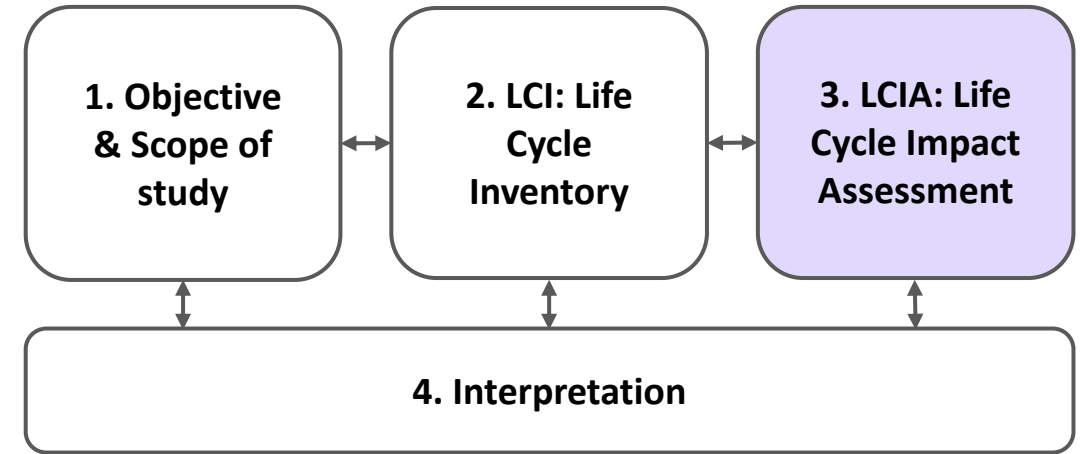 1. Objective
& Scope of
study
2. LCI: Life
Cycle
Inventory
3. LCIA: Life
Cycle Impact
Assessment
4. Interpretation